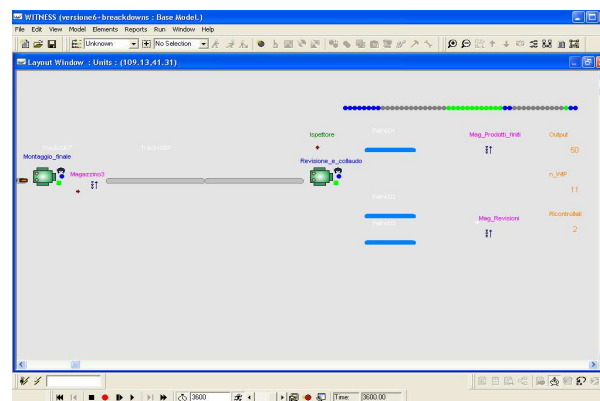 WITNESS (versione6+breackdowns : Base Model.)
File Edit View Model Elements Reports Run Window Help
Unknown No Selection
Layout Window : Units : (109.13,41.31)
Ispettore
Mag_Prodotti_finiti
Output
Montaggio_finale
Revisione_e_collaudo
50
Magazzino3
n_WIP
11
Mag_Revisioni
Ricontrollati
2
3600
Time: 3600.00